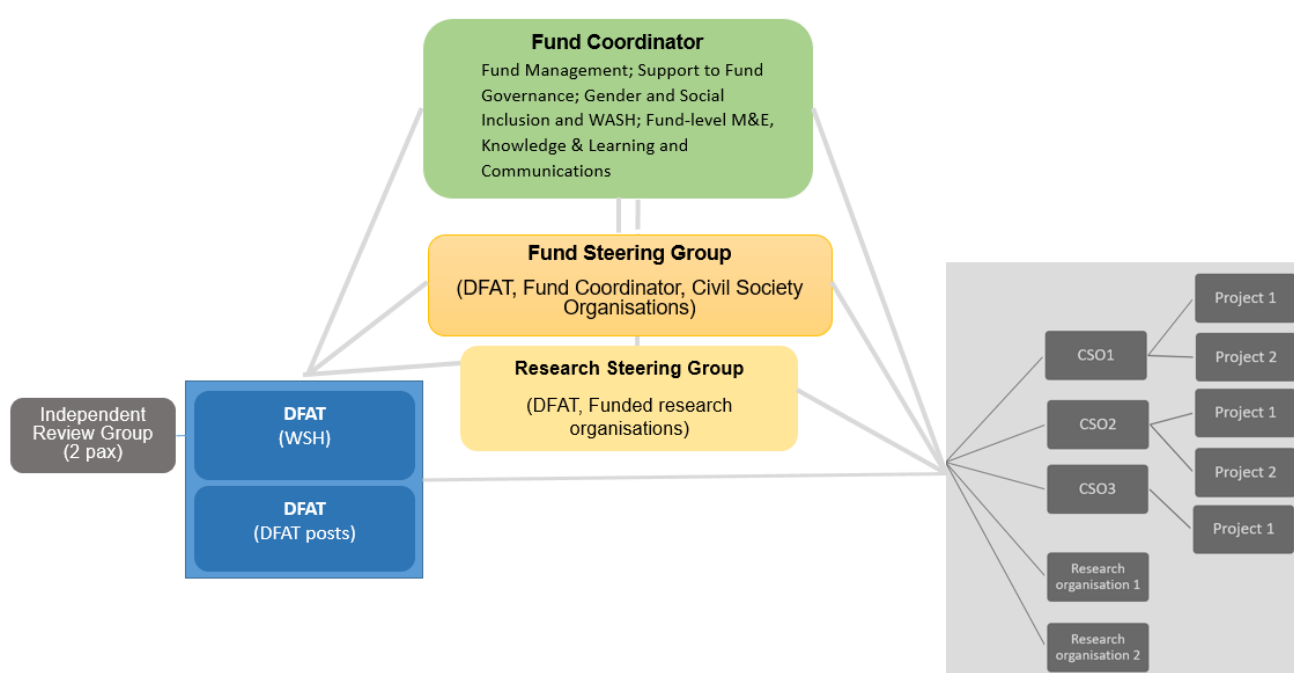 Fund Coordinator
Fund Management; Support to Fund
Governance; Gender and Social
Inclusion and WASH; Fund-level M&E,
Knowledge & Learning and
Communications
Fund Steering Group
(DFAT, Fund Coordinator, Civil Society
Organisations)
Research Steering Group
(DFAT, Funded research
organisations)
Independent
Review Group
(2 pax)
DFAT
(WSH)
DFAT
(DFAT posts)
CSO1
Project 1
Project 2
CSO2
Project 1
Project 2
CSO3
Project 1
Research
organisation 1
Research
organisation 2